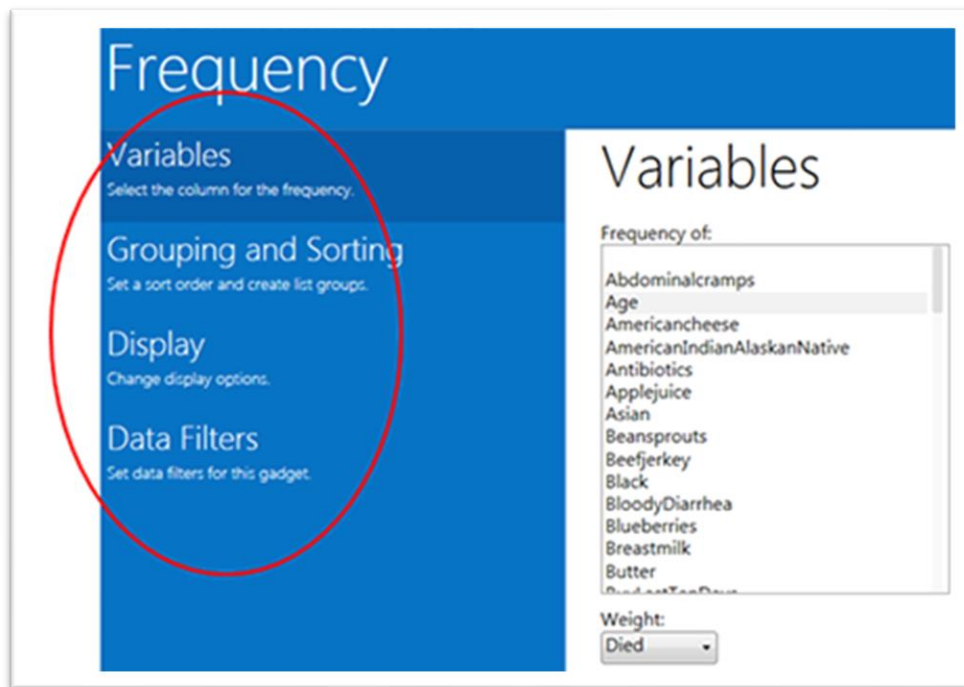 Frequency
Variables
Select the column for the frequency.
Grouping and Sorting
Set a sort order and create list groups.
Display
Change display options.
Data Filters
Set data filters for this gadget.
Variables
Frequency of:
Abdominalcramps
Age
Americancheese
AmericanIndianAlaskanNative
Antibiotics
Applejuice
Asian
Beansprouts
Beefjerkey
Black
BloodyDiarrhea
Blueberries
Breastmilk
Butter
Weight:
Died